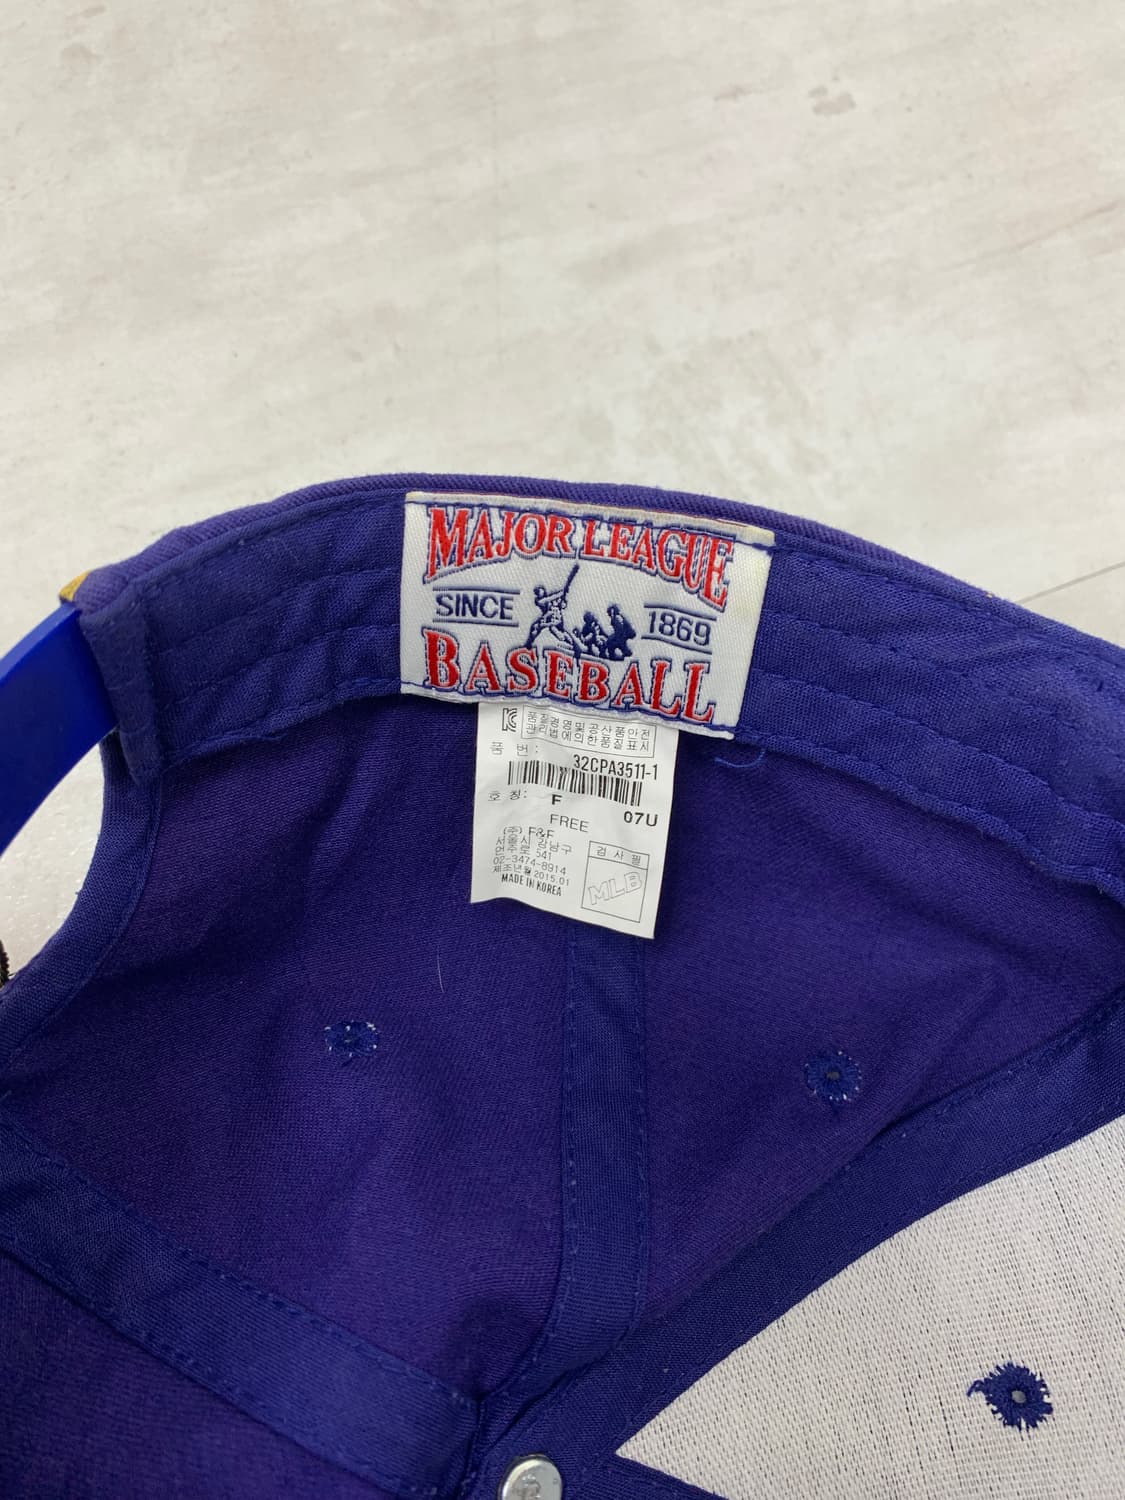 MAJOR LEAGUE
SINCE 1869
BASEBALL
품질경영및공산품안전
관리법에의한품질표시
품 번: 32CPA3511-1
호 칭: F 07U
FREE
(주) F&F
서울시 강남구
언주로 541
02-3474-8914
제조년월 2015.01
MADE IN KOREA
검 사 필
MLB